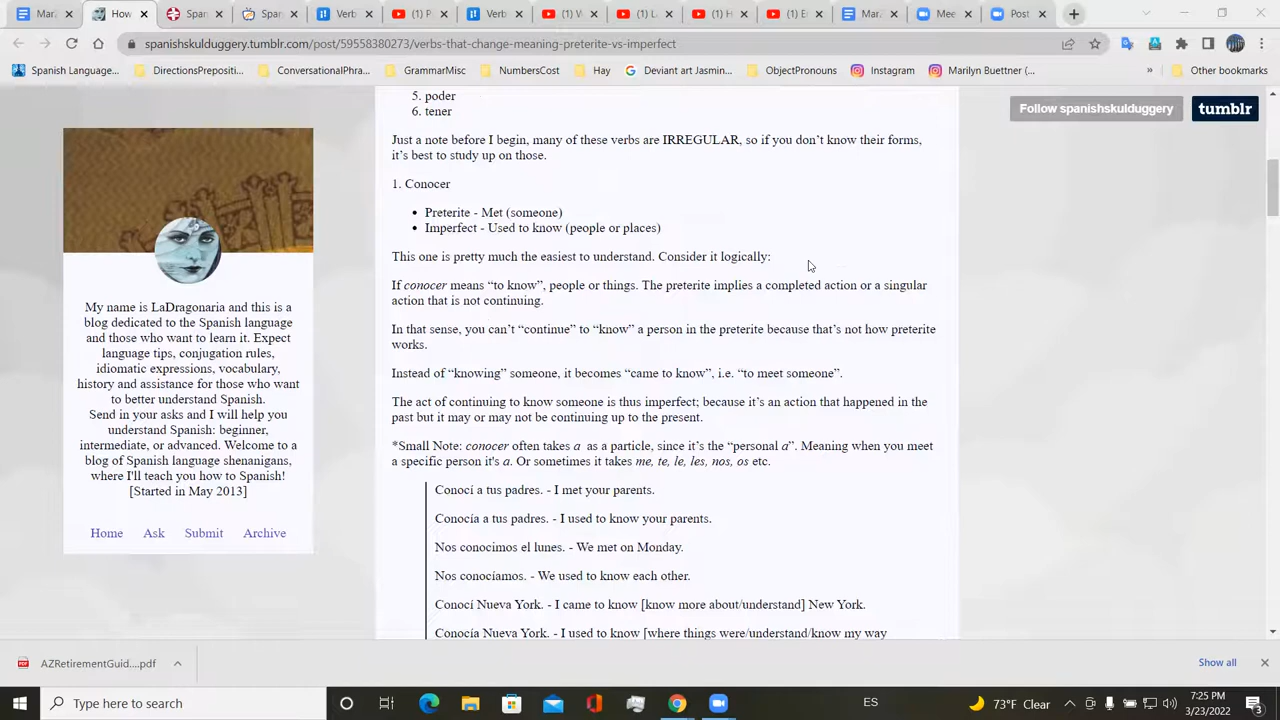 Mar.
How
Span
Span
Verbs
(1) P
Verb
(1) V
(1) L
(1) H
(1) E
Mar.
Mee
Post
spanishskulduggery.tumblr.com/post/59558380273/verbs-that-change-meaning-preterite-vs-imperfect
Spanish Language...
DirectionsPrepositi...
ConversationalPhra...
GrammarMisc
NumbersCost
Hay
Deviant art Jasmin...
ObjectPronouns
Instagram
Marilyn Buettner |...
»
Other bookmarks
Follow spanishskulduggery
tumblr
5. poder
6. tener
Just a note before I begin, many of these verbs are IRREGULAR, so if you don't know their forms,
it's best to study up on those.
1. Conocer
• Preterite - Met (someone)
• Imperfect - Used to know (people or places)
This one is pretty much the easiest to understand. Consider it logically:
If conocer means “to know”, people or things. The preterite implies a completed action or a singular
action that is not continuing.
In that sense, you can't “continue” to “know” a person in the preterite because that's not how preterite
works.
Instead of “knowing” someone, it becomes “came to know”, i.e. “to meet someone”.
The act of continuing to know someone is thus imperfect; because it's an action that happened in the
past but it may or may not be continuing up to the present.
*Small Note: conocer often takes a  as a particle, since it's the “personal a”. Meaning when you meet
a specific person it's a. Or sometimes it takes me, te, le, les, nos, os etc.
Conocí a tus padres. - I met your parents.
Conocía a tus padres. - I used to know your parents.
Nos conocimos el lunes. - We met on Monday.
Nos conocíamos. - We used to know each other.
Conocí Nueva York. - I came to know [know more about/understand] New York.
Conocía Nueva York. - I used to know [where things were/understand/know my way
My name is LaDragonaria and this is a
blog dedicated to the Spanish language
and those who want to learn it. Expect
language tips, conjugation rules,
idiomatic expressions, vocabulary,
history and assistance for those who want
to better understand Spanish.
Send in your asks and I will help you
understand Spanish: beginner,
intermediate, or advanced. Welcome to a
blog of Spanish language shenanigans,
where I'll teach you how to Spanish!
[Started in May 2013]
Home Ask Submit Archive
AZRetirementGuid....pdf
Show all
Type here to search
ES
73°F Clear
7:25 PM
3/23/2022
3